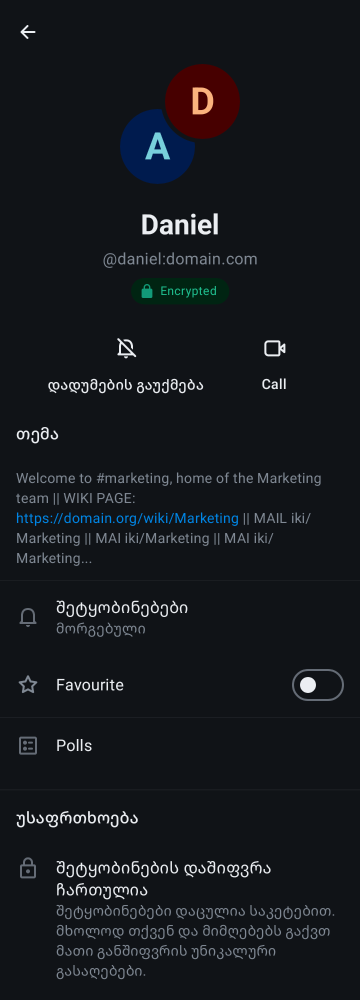 D
A
Daniel
@daniel:domain.com
Encrypted
დადუმების გაუქმება
Call
თემა
Welcome to #marketing, home of the Marketing
team || WIKI PAGE:
https://domain.org/wiki/Marketing || MAIL iki/
Marketing || MAI iki/Marketing || MAI iki/
Marketing...
შეტყობინებები
მორგებული
Favourite
Polls
უსაფრთხოება
შეტყობინების დაშიფვრა
ჩართულია
შეტყობინებები დაცულია საკეტებით.
მხოლოდ თქვენ და მიმღებებს გაქვთ
მათი განშიფვრის უნიკალური
გასაღებები.